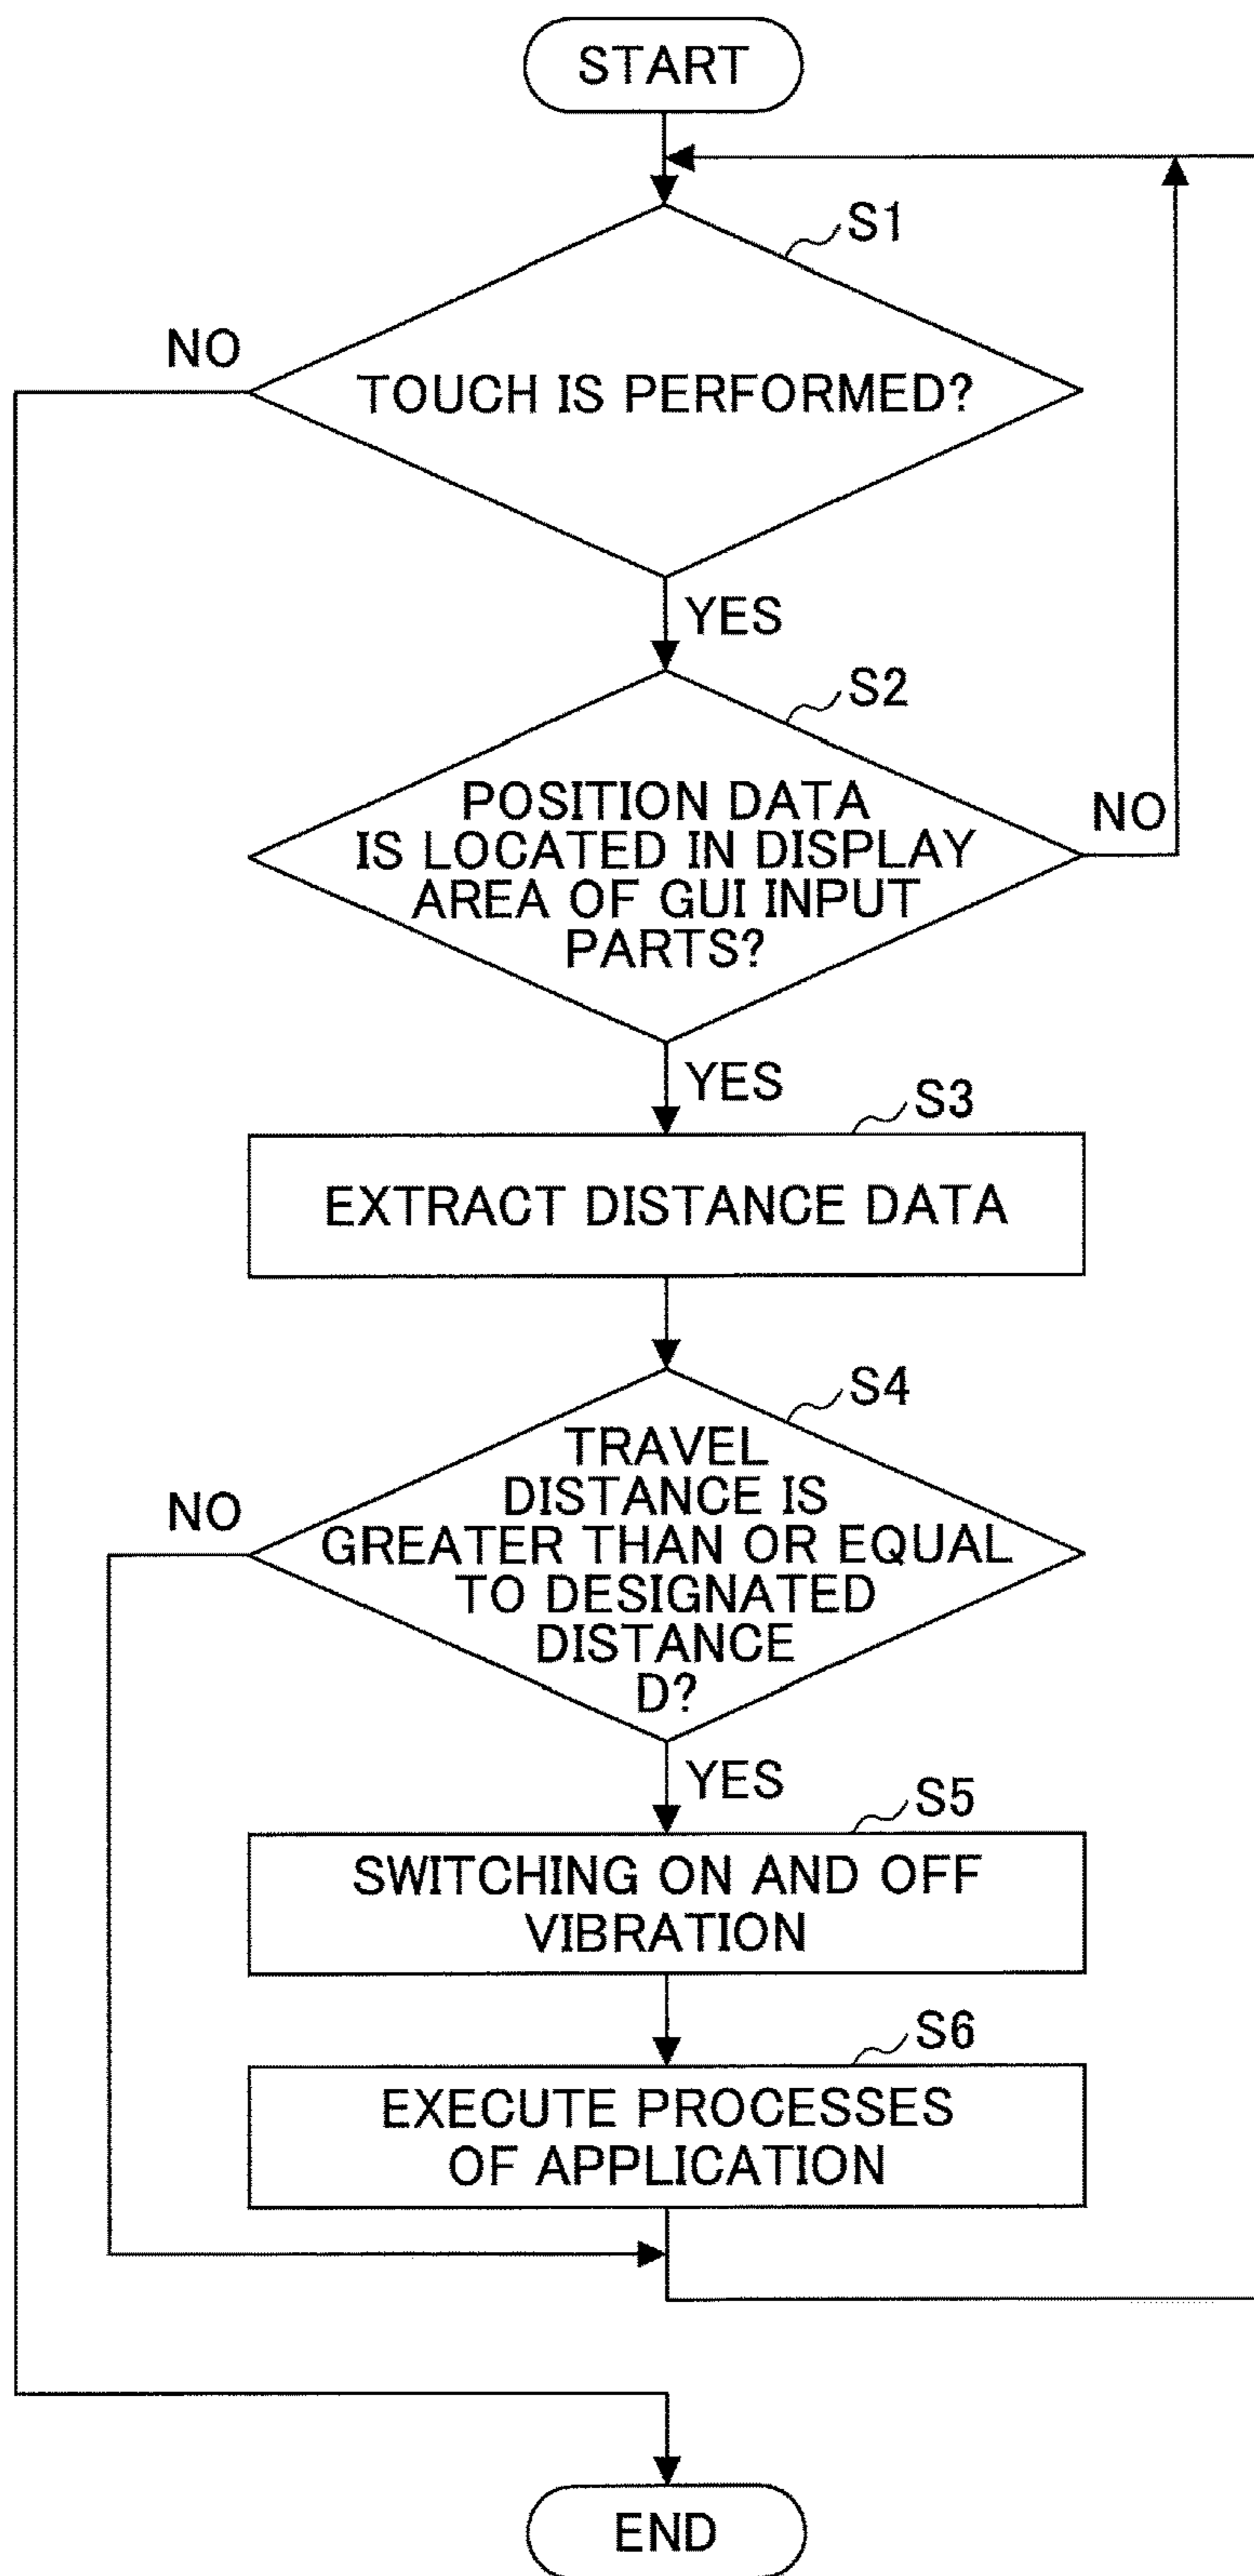 START
S1
NO
TOUCH IS PERFORMED?
YES
S2
POSITION DATA
IS LOCATED IN DISPLAY
AREA OF GUI INPUT
PARTS?
NO
YES
S3
EXTRACT DISTANCE DATA
S4
TRAVEL
DISTANCE IS
GREATER THAN OR EQUAL
TO DESIGNATED
DISTANCE
D?
NO
YES
S5
SWITCHING ON AND OFF
VIBRATION
S6
EXECUTE PROCESSES
OF APPLICATION
END